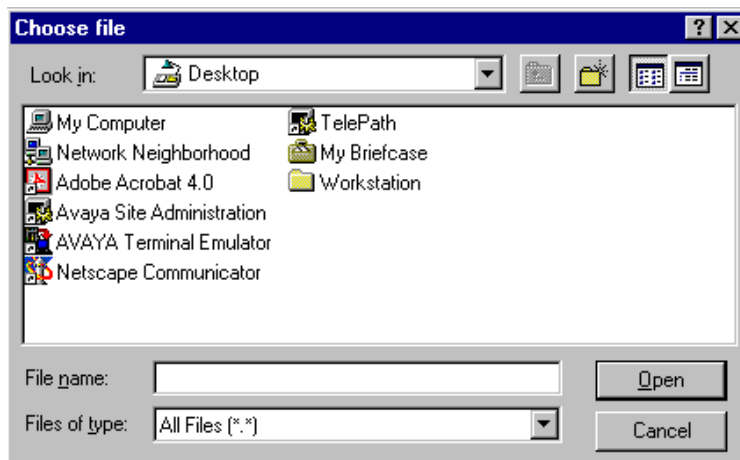 Choose file
Look in: Desktop
My Computer
Network Neighborhood
Adobe Acrobat 4.0
Avaya Site Administration
AVAYA Terminal Emulator
Netscape Communicator
TelePath
My Briefcase
Workstation
File name:
Open
Files of type: All Files (*.*)
Cancel